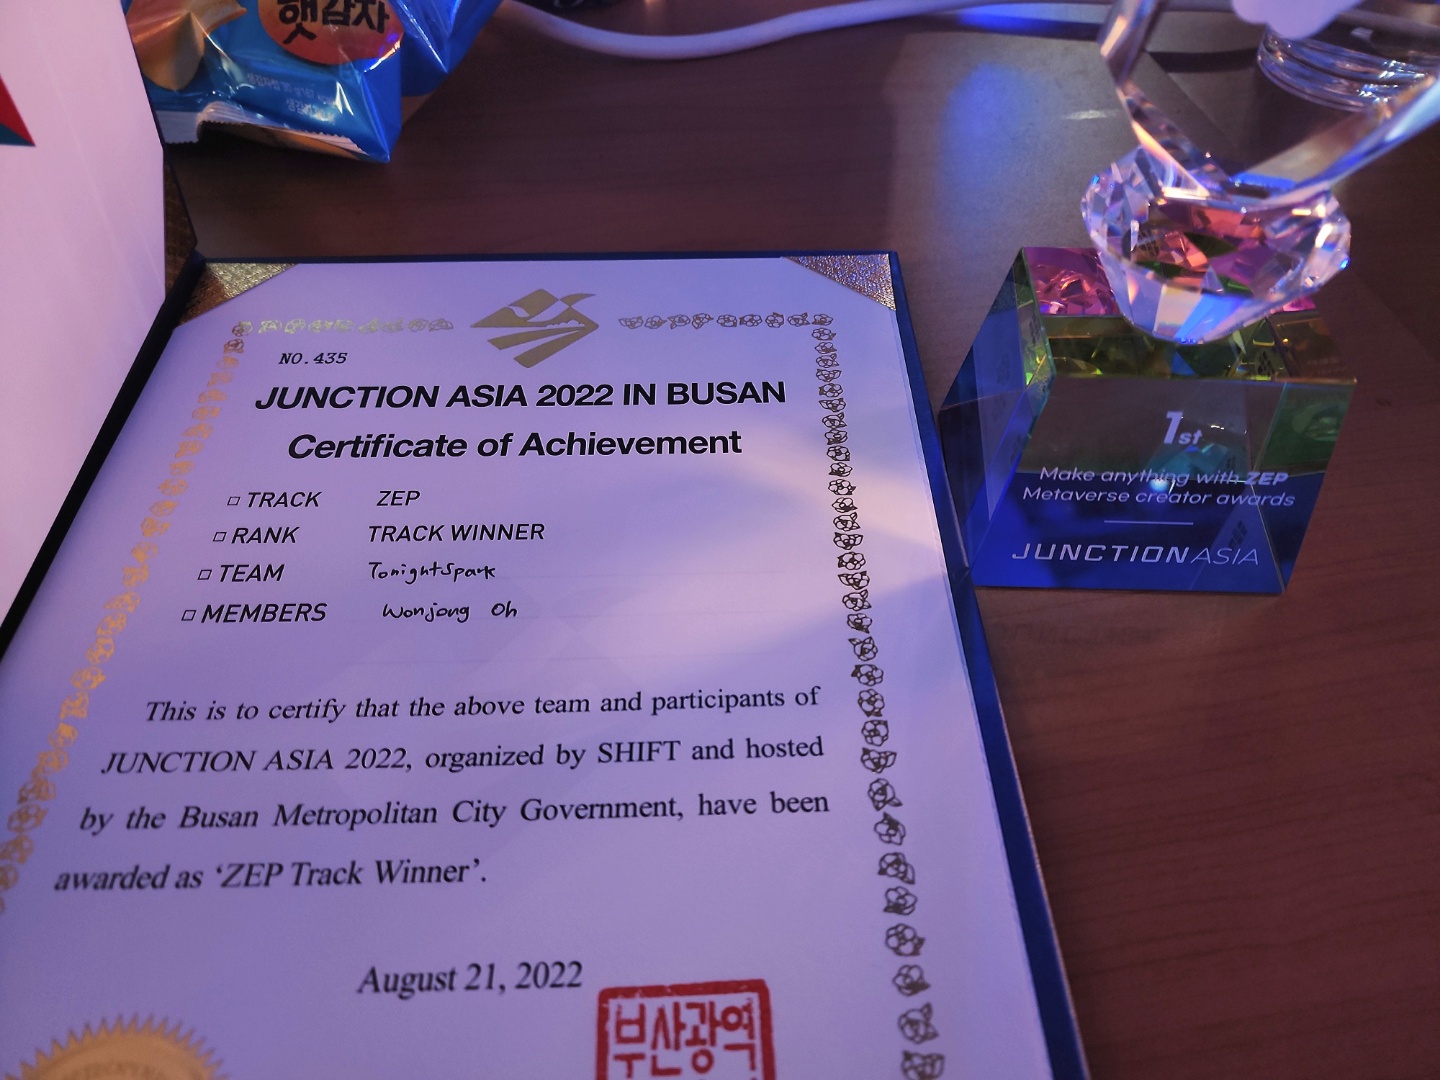 햇감자
NO. 435
JUNCTION ASIA 2022 IN BUSAN
Certificate of Achievement
TRACK ZEP
RANK TRACK WINNER
TEAM TonightSpark
MEMBERS Wonjong Oh
This is to certify that the above team and participants of
JUNCTION ASIA 2022, organized by SHIFT and hosted
by the Busan Metropolitan City Government, have been
awarded as ‘ZEP Track Winner’.
August 21, 2022
부산광역
1st
Make anything with ZEP
Metaverse creator awards
JUNCTION ASIA